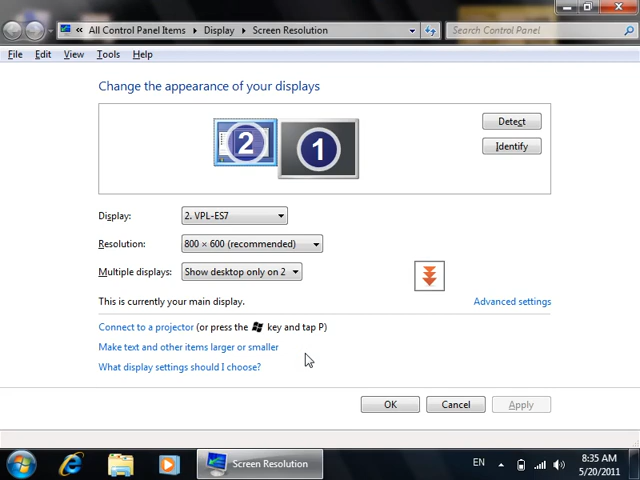 All Control Panel Items ▸ Display ▸ Screen Resolution
Search Control Panel
File Edit View Tools Help
Change the appearance of your displays
2 1
Detect
Identify
Display: 2. VPL-ES7
Resolution: 800 × 600 (recommended)
Multiple displays: Show desktop only on 2
This is currently your main display.
Advanced settings
Connect to a projector (or press the key and tap P)
Make text and other items larger or smaller
What display settings should I choose?
OK Cancel Apply
Screen Resolution
EN
8:35 AM
5/20/2011